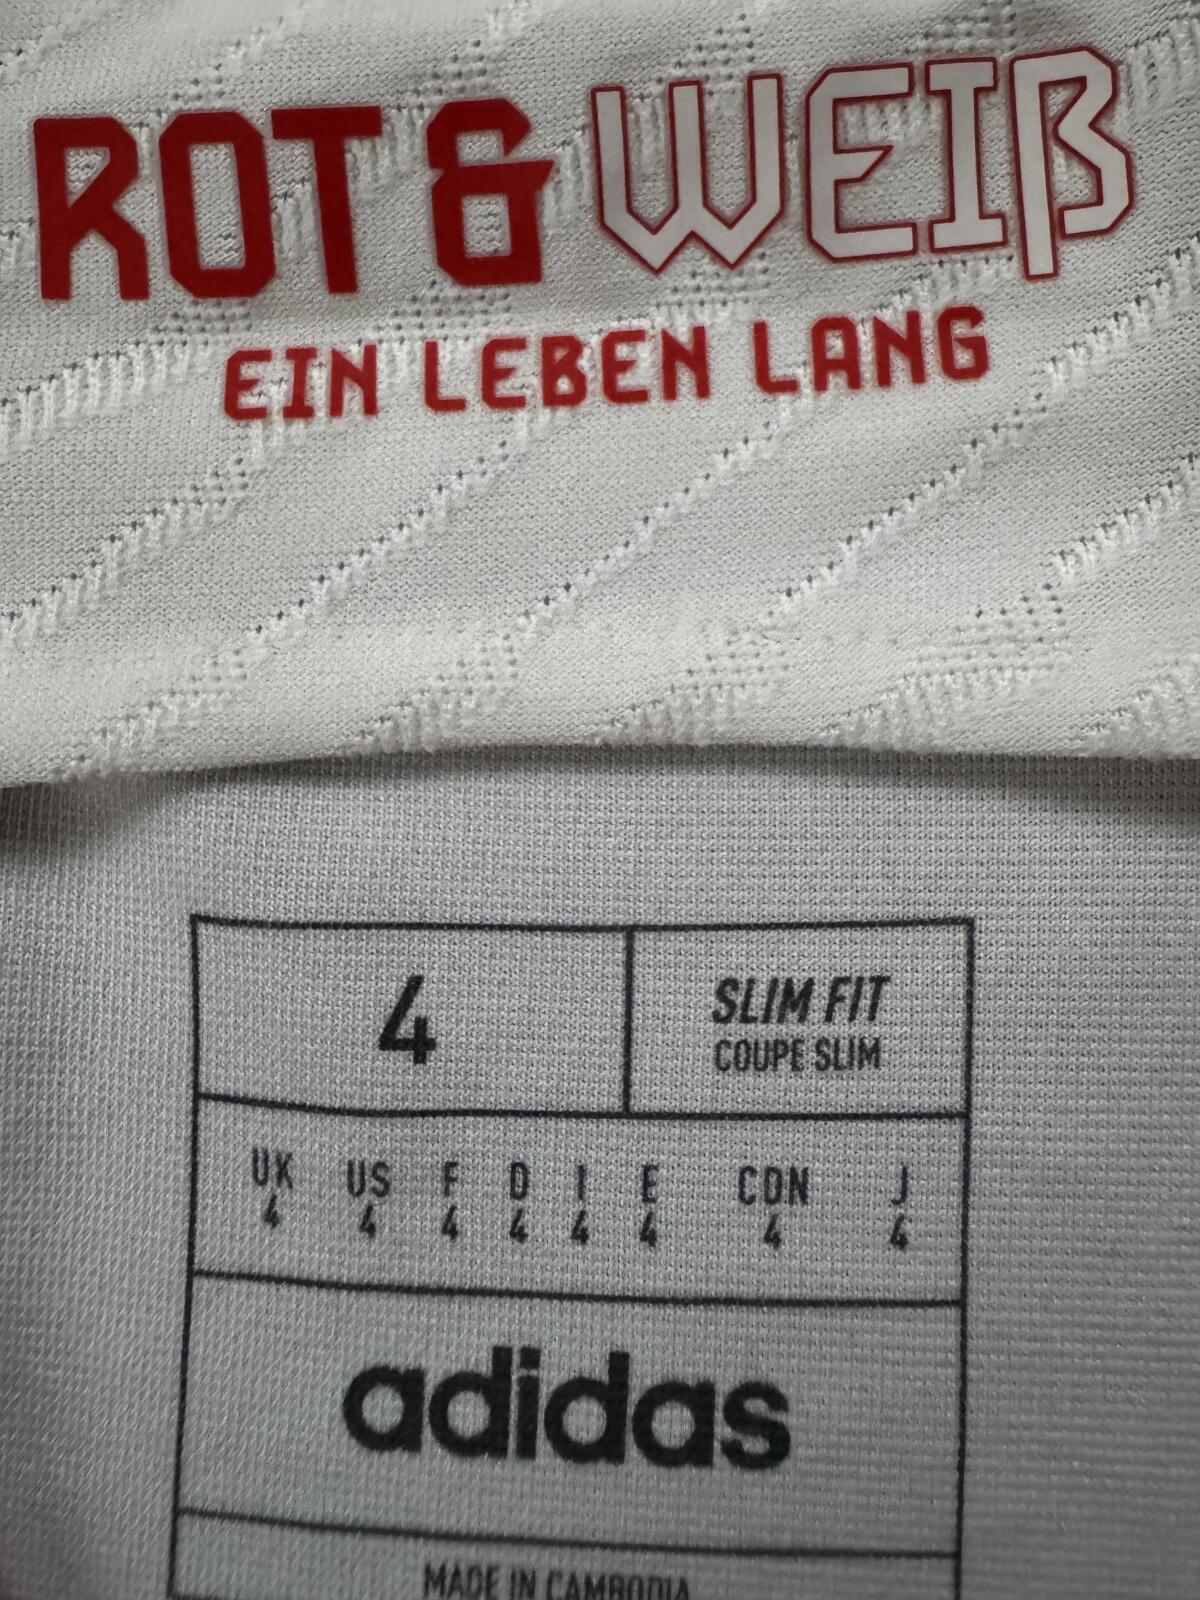 ROT & WEIß
EIN LEBEN LANG
4
SLIM FIT
COUPE SLIM
UK US F D I E CDN J
4 4 4 4 4 4 4 4
adidas
MADE IN CAMBODIA